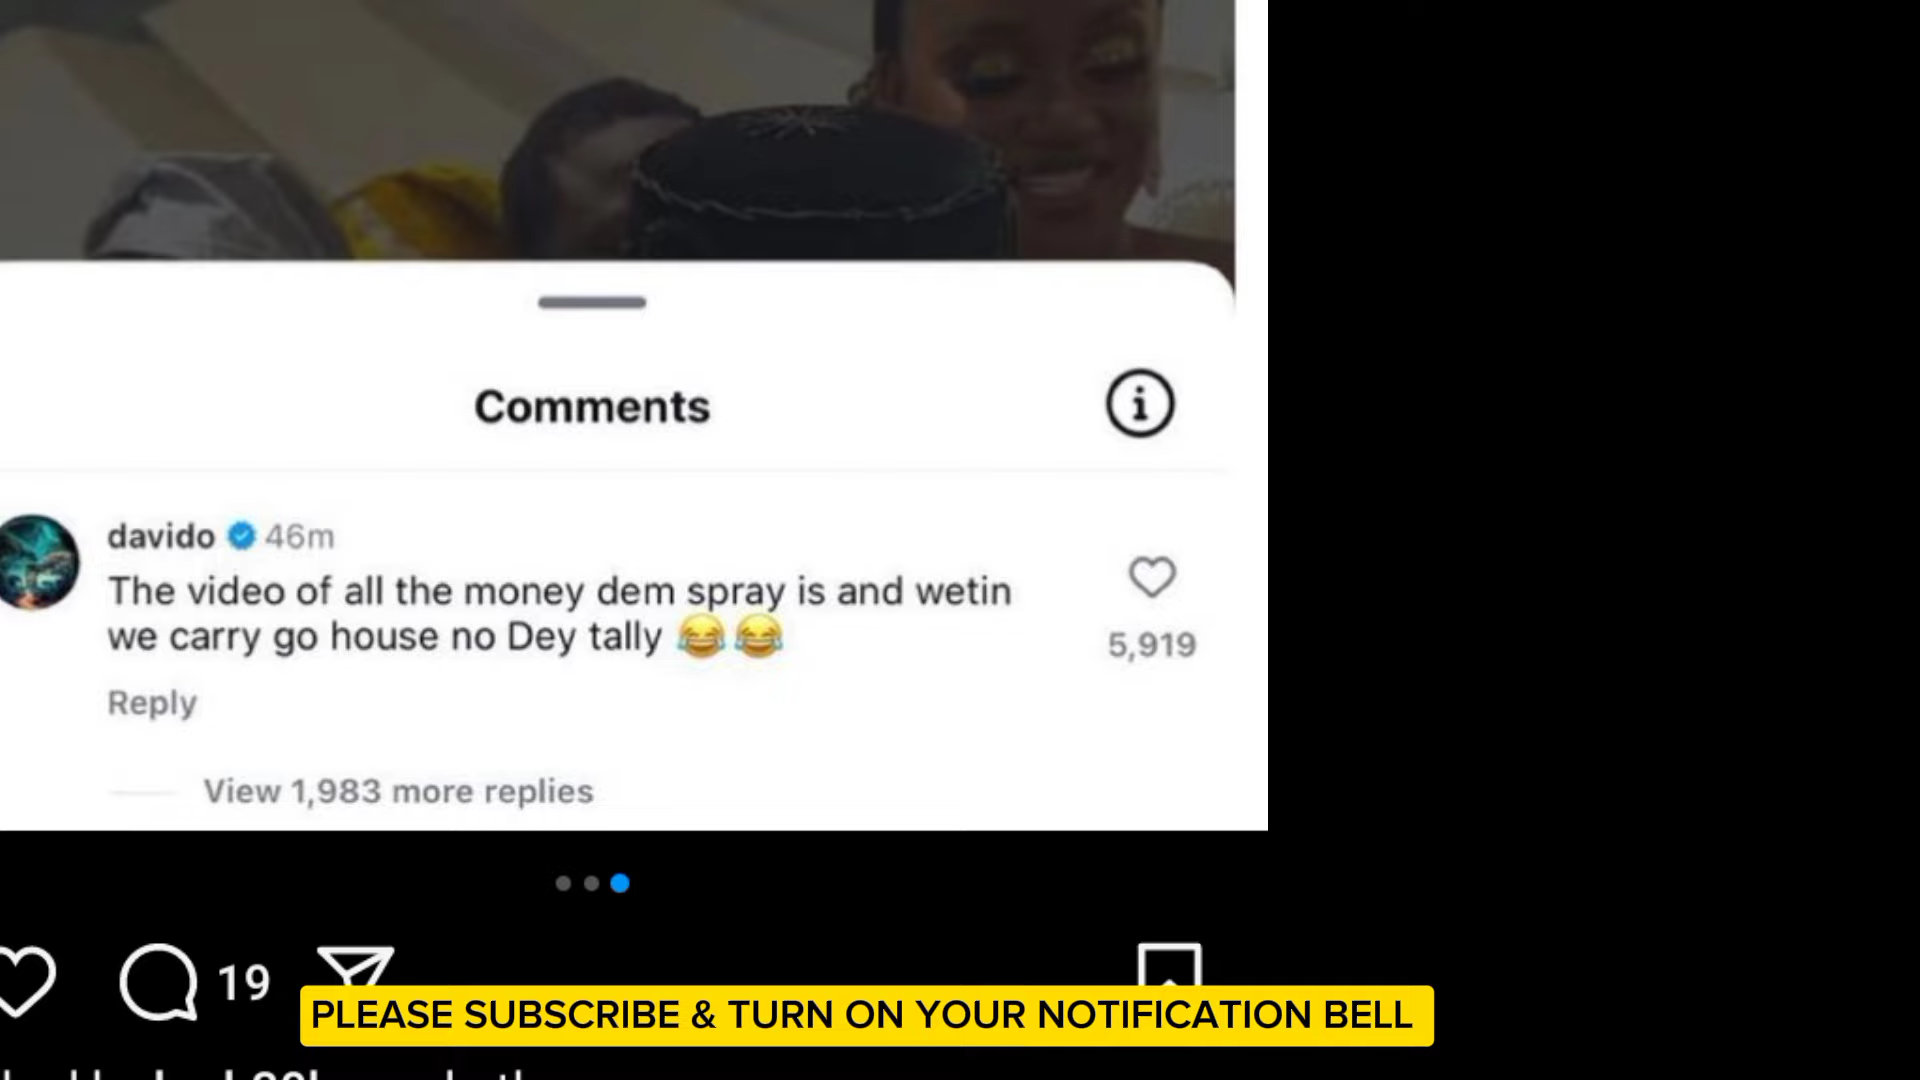 Comments
davido 46m
The video of all the money dem spray is and wetin
we carry go house no Dey tally 😂😂
5,919
Reply
View 1,983 more replies
19
PLEASE SUBSCRIBE & TURN ON YOUR NOTIFICATION BELL